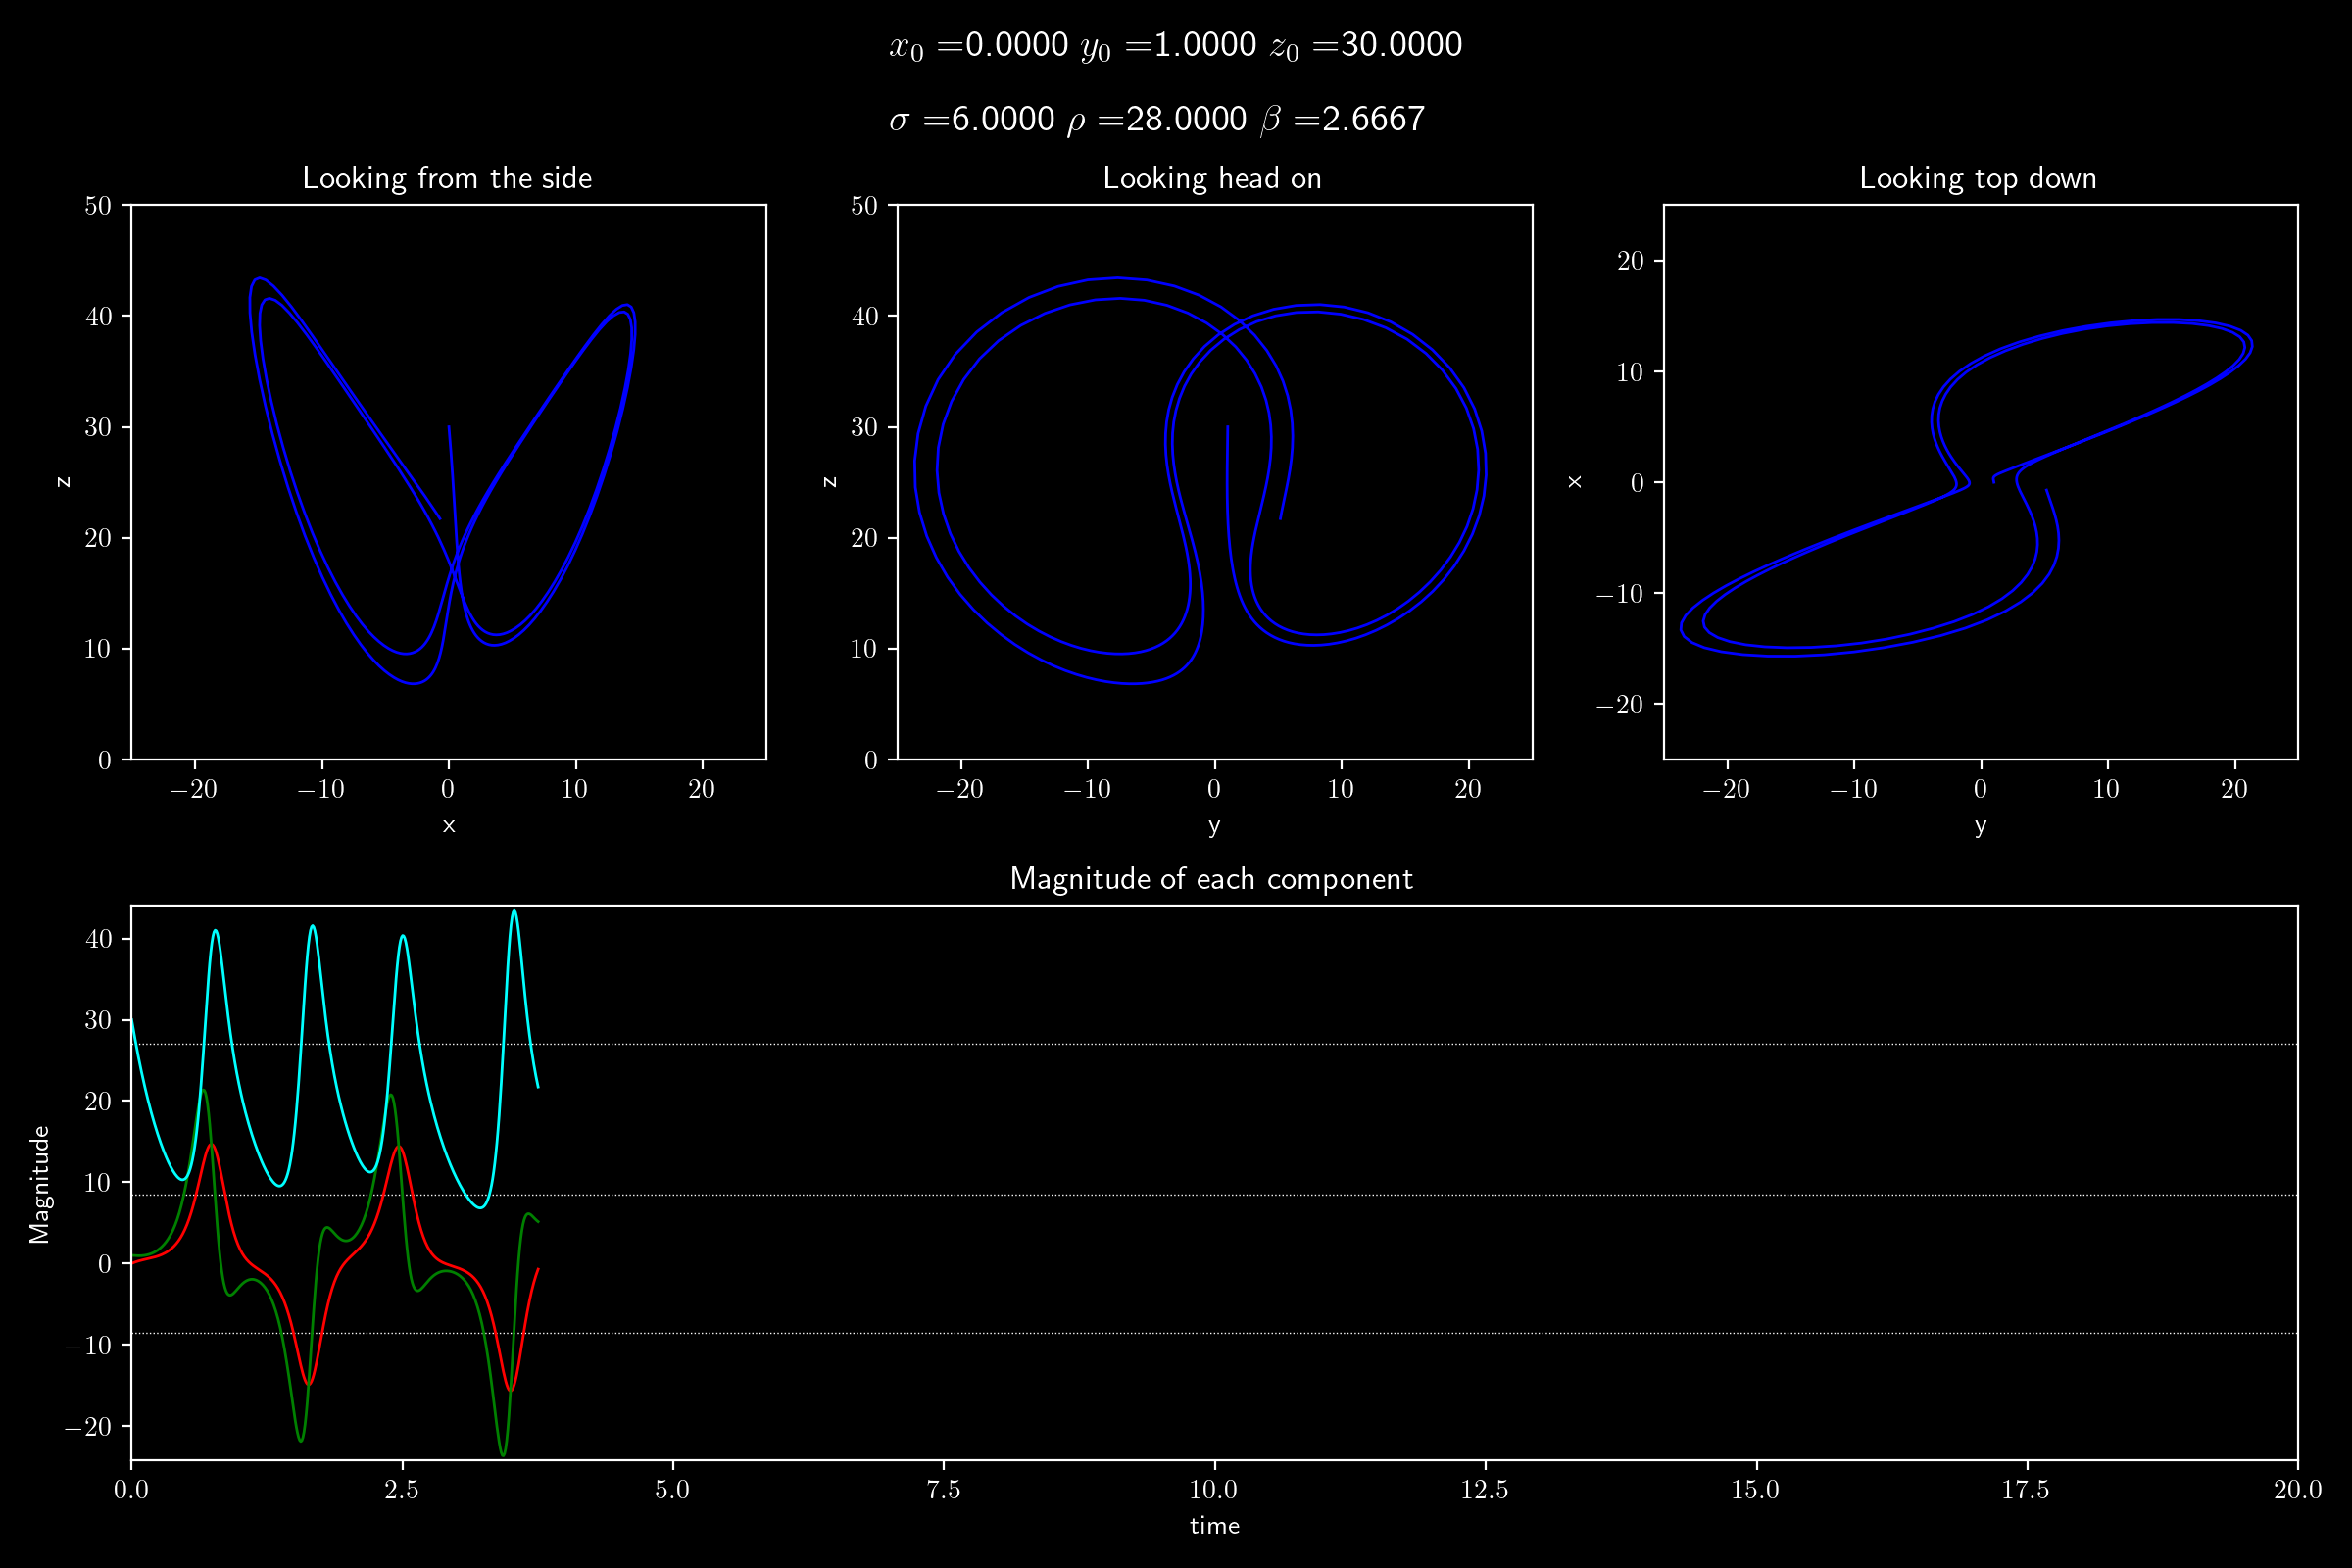 x₀ =0.0000 y₀ =1.0000 z₀ =30.0000
σ =6.0000 ρ =28.0000 β =2.6667
Looking from the side
50
40
30
20
10
0
z
−20 −10 0 10 20
x
Looking head on
50
40
30
20
10
0
z
−20 −10 0 10 20
y
Looking top down
20
10
0
−10
−20
x
−20 −10 0 10 20
y
Magnitude of each component
40
30
20
10
0
−10
−20
Magnitude
0.0 2.5 5.0 7.5 10.0 12.5 15.0 17.5 20.0
time